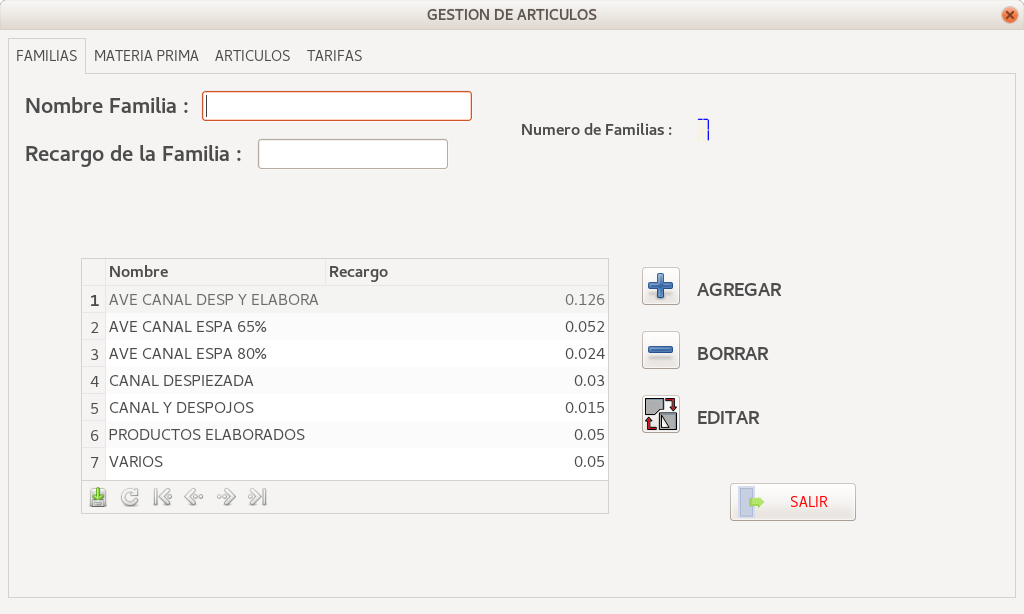 GESTION DE ARTICULOS
FAMILIAS MATERIA PRIMA ARTICULOS TARIFAS
Nombre Familia :
Numero de Familias : 7
Recargo de la Familia :
Nombre Recargo
1 AVE CANAL DESP Y ELABORA 0.126
2 AVE CANAL ESPA 65% 0.052
3 AVE CANAL ESPA 80% 0.024
4 CANAL DESPIEZADA 0.03
5 CANAL Y DESPOJOS 0.015
6 PRODUCTOS ELABORADOS 0.05
7 VARIOS 0.05
AGREGAR
BORRAR
EDITAR
SALIR